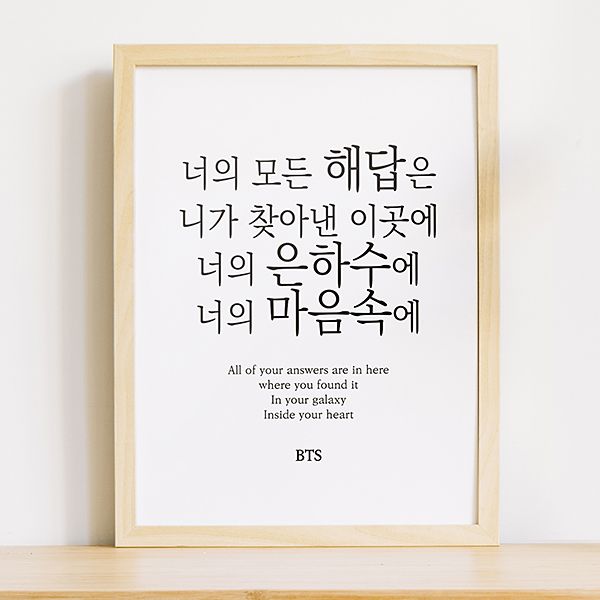 너의 모든 해답은
니가 찾아낸 이곳에
너의 은하수에
너의 마음속에
All of your answers are in here
where you found it
In your galaxy
Inside your heart
BTS